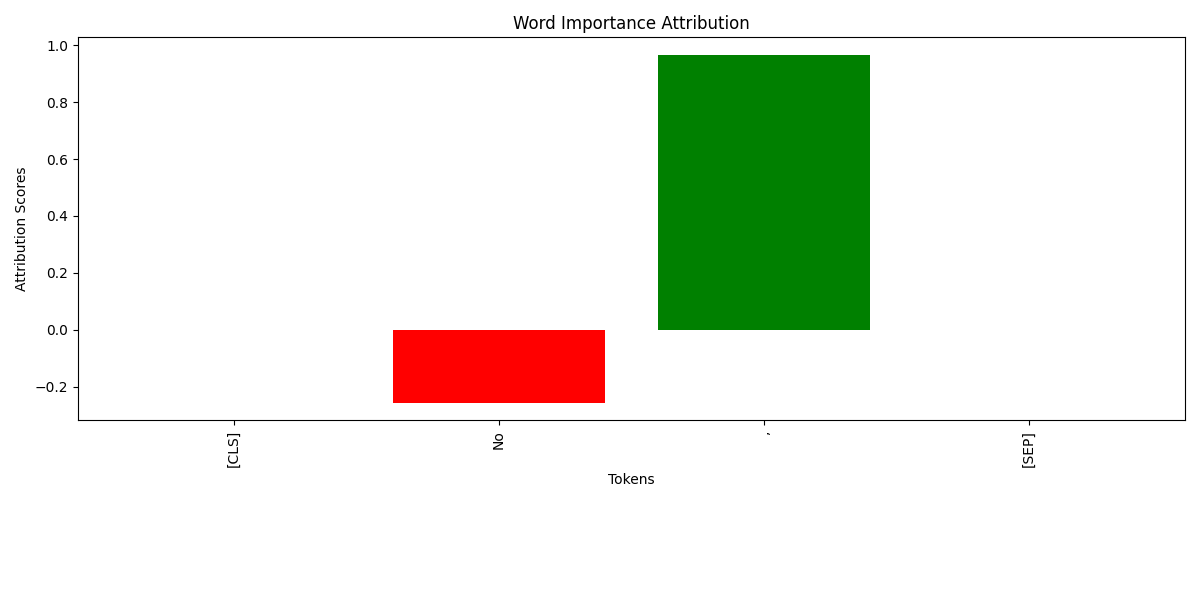 Word Importance Attribution
1.0
0.8
0.6
0.4
0.2
0.0
−0.2
Attribution Scores
[CLS]
No
,
[SEP]
Tokens